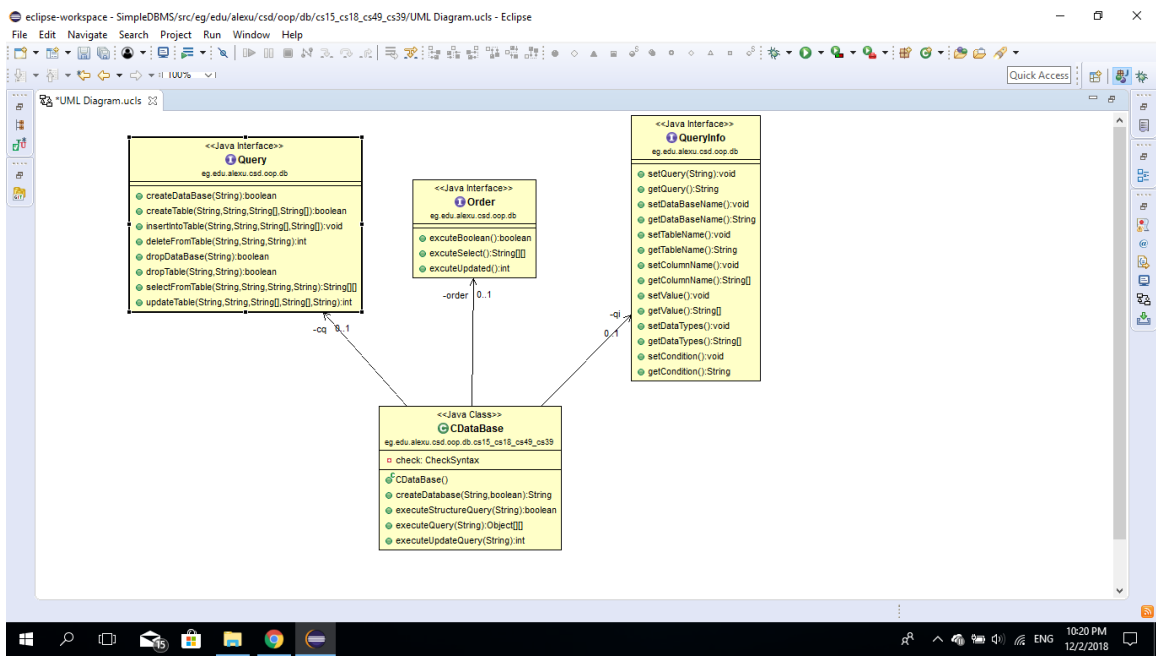 eclipse-workspace - SimpleDBMS/src/eg/edu/alexu/csd/oop/db/cs15_cs18_cs49_cs39/UML Diagram.ucls - Eclipse
File Edit Navigate Search Project Run Window Help
100%
Quick Access
*UML Diagram.ucls
<<Java Interface>>
Query
eg.edu.alexu.csd.oop.db
createDataBase(String):boolean
createTable(String,String,String[],String[]):boolean
insertIntoTable(String,String,String[],String[]):void
deleteFromTable(String,String,String):int
dropDataBase(String):boolean
dropTable(String,String):boolean
selectFromTable(String,String,String,String):String[][]
updateTable(String,String,String[],String[],String):int
<<Java Interface>>
Order
eg.edu.alexu.csd.oop.db
excuteBoolean():boolean
excuteSelect():String[][]
excuteUpdated():int
<<Java Interface>>
QueryInfo
eg.edu.alexu.csd.oop.db
setQuery(String):void
getQuery():String
setDataBaseName():void
getDataBaseName():String
setTableName():void
getTableName():String
setColumnName():void
getColumnName():String[]
setValue():void
getValue():String[]
setDataTypes():void
getDataTypes():String[]
setCondition():void
getCondition():String
-cq 0..1
-order 0..1
-qi
0..1
<<Java Class>>
CDataBase
eg.edu.alexu.csd.oop.db.cs15_cs18_cs49_cs39
check: CheckSyntax
CDataBase()
createDatabase(String,boolean):String
executeStructureQuery(String):boolean
executeQuery(String):Object[][]
executeUpdateQuery(String):int
15
ENG
10:20 PM
12/2/2018